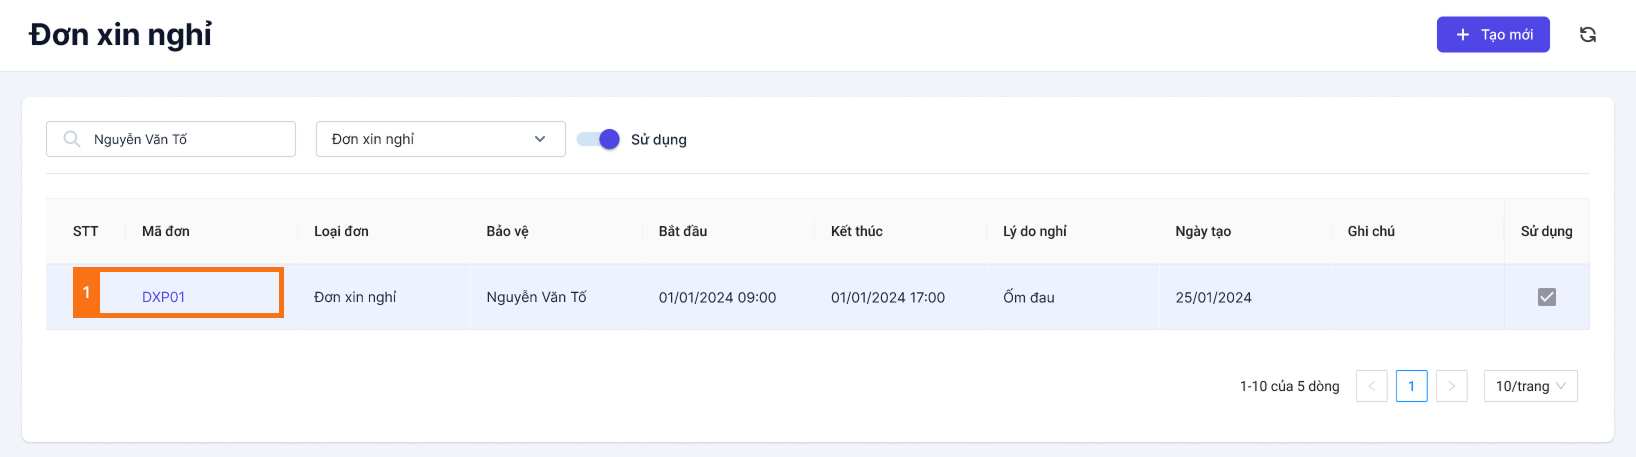 Đơn xin nghỉ
Tạo mới
Nguyễn Văn Tố
Đơn xin nghỉ
Sử dụng
STT Mã đơn Loại đơn Bảo vệ Bắt đầu Kết thúc Lý do nghỉ Ngày tạo Ghi chú Sử dụng
1 DXP01 Đơn xin nghỉ Nguyễn Văn Tố 01/01/2024 09:00 01/01/2024 17:00 Ốm đau 25/01/2024
1-10 của 5 dòng 1 10/trang